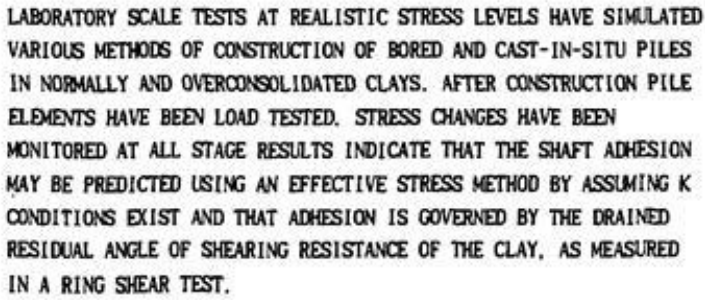 LABORATORY SCALE TESTS AT REALISTIC STRESS LEVELS HAVE SIMULATED
VARIOUS METHODS OF CONSTRUCTION OF BORED AND CAST-IN-SITU PILES
IN NORMALLY AND OVERCONSOLIDATED CLAYS. AFTER CONSTRUCTION PILE
ELEMENTS HAVE BEEN LOAD TESTED. STRESS CHANGES HAVE BEEN
MONITORED AT ALL STAGE RESULTS INDICATE THAT THE SHAFT ADHESION
MAY BE PREDICTED USING AN EFFECTIVE STRESS METHOD BY ASSUMING K
CONDITIONS EXIST AND THAT ADHESION IS GOVERNED BY THE DRAINED
RESIDUAL ANGLE OF SHEARING RESISTANCE OF THE CLAY, AS MEASURED
IN A RING SHEAR TEST.